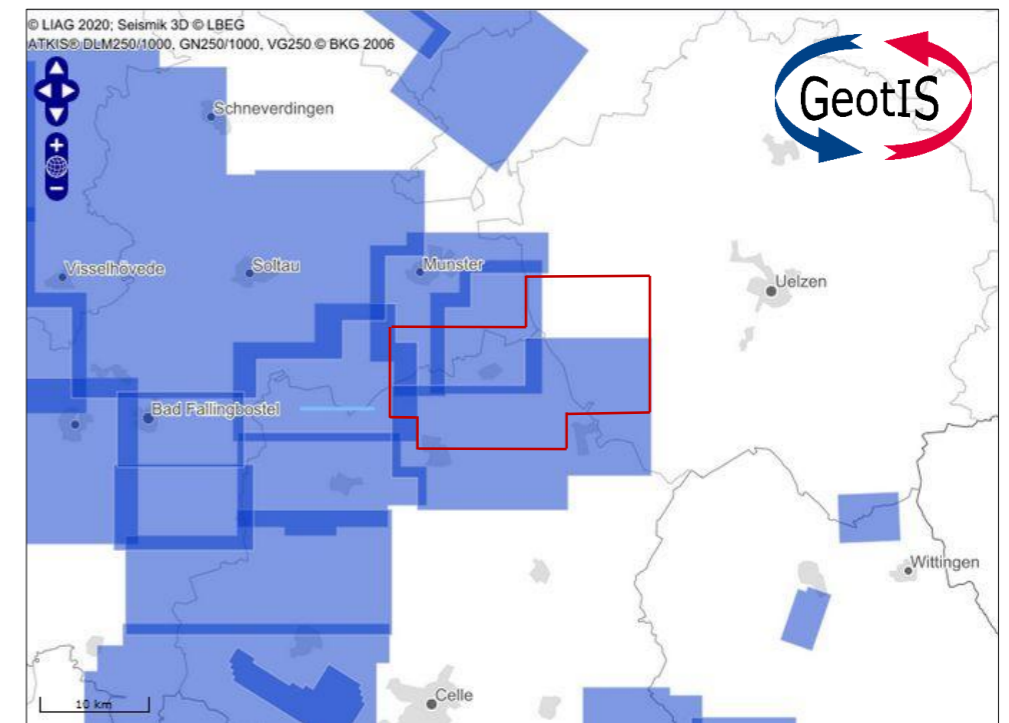 © LIAG 2020; Seismik 3D © LBEG
ATKIS® DLM250/1000, GN250/1000, VG250 © BKG 2006
GeotIS
Schneverdingen
Visselhövede
Soltau
Munster
Uelzen
Bad Fallingbostel
Wittingen
Celle
10 km